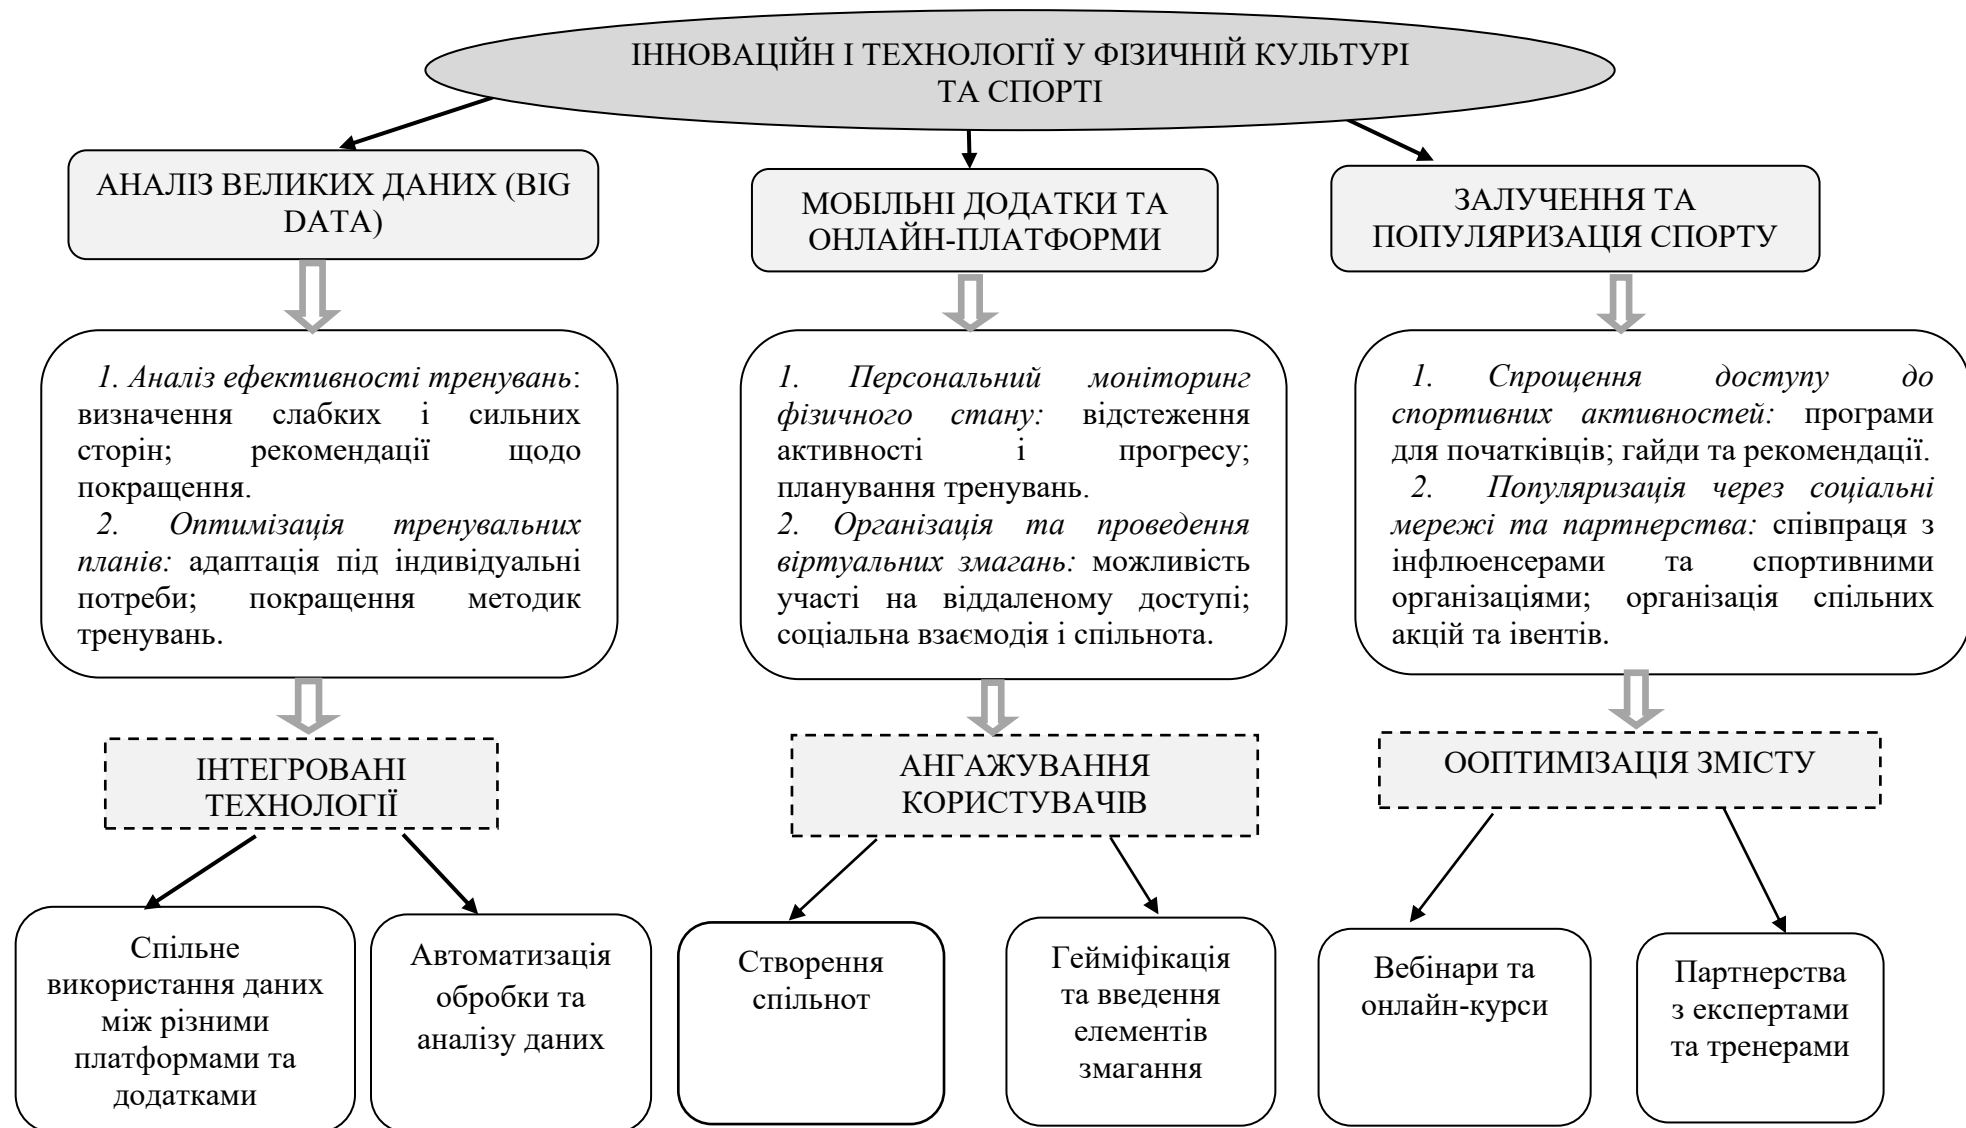 ІННОВАЦІЙН І ТЕХНОЛОГІЇ У ФІЗИЧНІЙ КУЛЬТУРІ
ТА СПОРТІ
АНАЛІЗ ВЕЛИКИХ ДАНИХ (BIG
DATA)
МОБІЛЬНІ ДОДАТКИ ТА
ОНЛАЙН-ПЛАТФОРМИ
ЗАЛУЧЕННЯ ТА
ПОПУЛЯРИЗАЦІЯ СПОРТУ
1. Аналіз ефективності тренувань:
визначення слабких і сильних
сторін; рекомендації щодо
покращення.
2. Оптимізація тренувальних
планів: адаптація під індивідуальні
потреби; покращення методик
тренувань.
1. Персональний моніторинг
фізичного стану: відстеження
активності і прогресу;
планування тренувань.
2. Організація та проведення
віртуальних змагань: можливість
участі на віддаленому доступі;
соціальна взаємодія і спільнота.
1. Спрощення доступу до
спортивних активностей: програми
для початківців; гайди та рекомендації.
2. Популяризація через соціальні
мережі та партнерства: співпраця з
інфлюенсерами та спортивними
організаціями; організація спільних
акцій та івентів.
ІНТЕГРОВАНІ
ТЕХНОЛОГІЇ
АНГАЖУВАННЯ
КОРИСТУВАЧІВ
ООПТИМІЗАЦІЯ ЗМІСТУ
Спільне
використання даних
між різними
платформами та
додатками
Автоматизація
обробки та
аналізу даних
Створення
спільнот
Гейміфікація
та введення
елементів
змагання
Вебінари та
онлайн-курси
Партнерства
з експертами
та тренерами